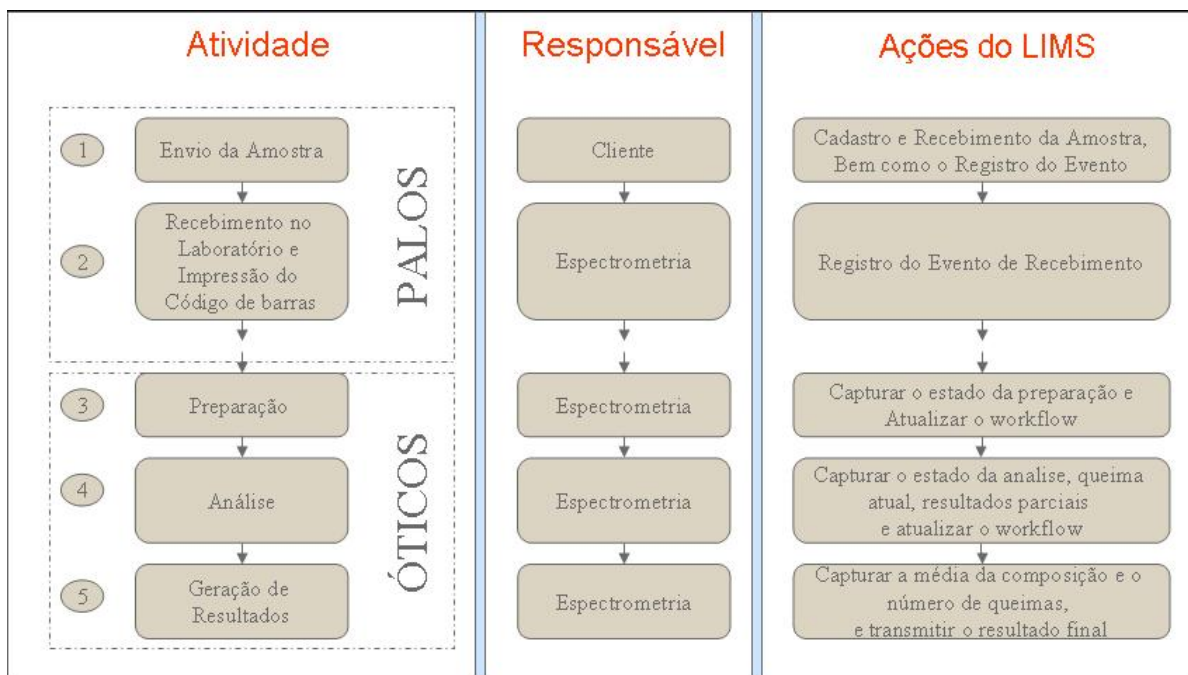 Atividade
Responsável
Ações do LIMS
1
Envio da Amostra
Cliente
Cadastro e Recebimento da Amostra,
Bem como o Registro do Evento
2
Recebimento no
Laboratório e
Impressão do
Código de barras
Espectrometria
Registro do Evento de Recebimento
PALOS
3
Preparação
Espectrometria
Capturar o estado da preparação e
Atualizar o workflow
4
Análise
Espectrometria
Capturar o estado da analise, queima
atual, resultados parciais
e atualizar o workflow
5
Geração de
Resultados
Espectrometria
Capturar a média da composição e o
número de queimas,
e transmitir o resultado final
ÓTICOS